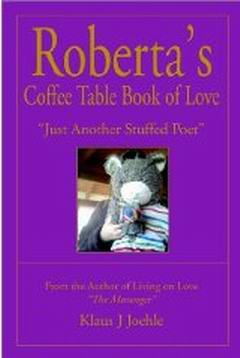 Roberta's
Coffee Table Book of Love
"Just Another Stuffed Poet"
From the Author of Living on Love
"The Messenger"
Klaus J Joehle